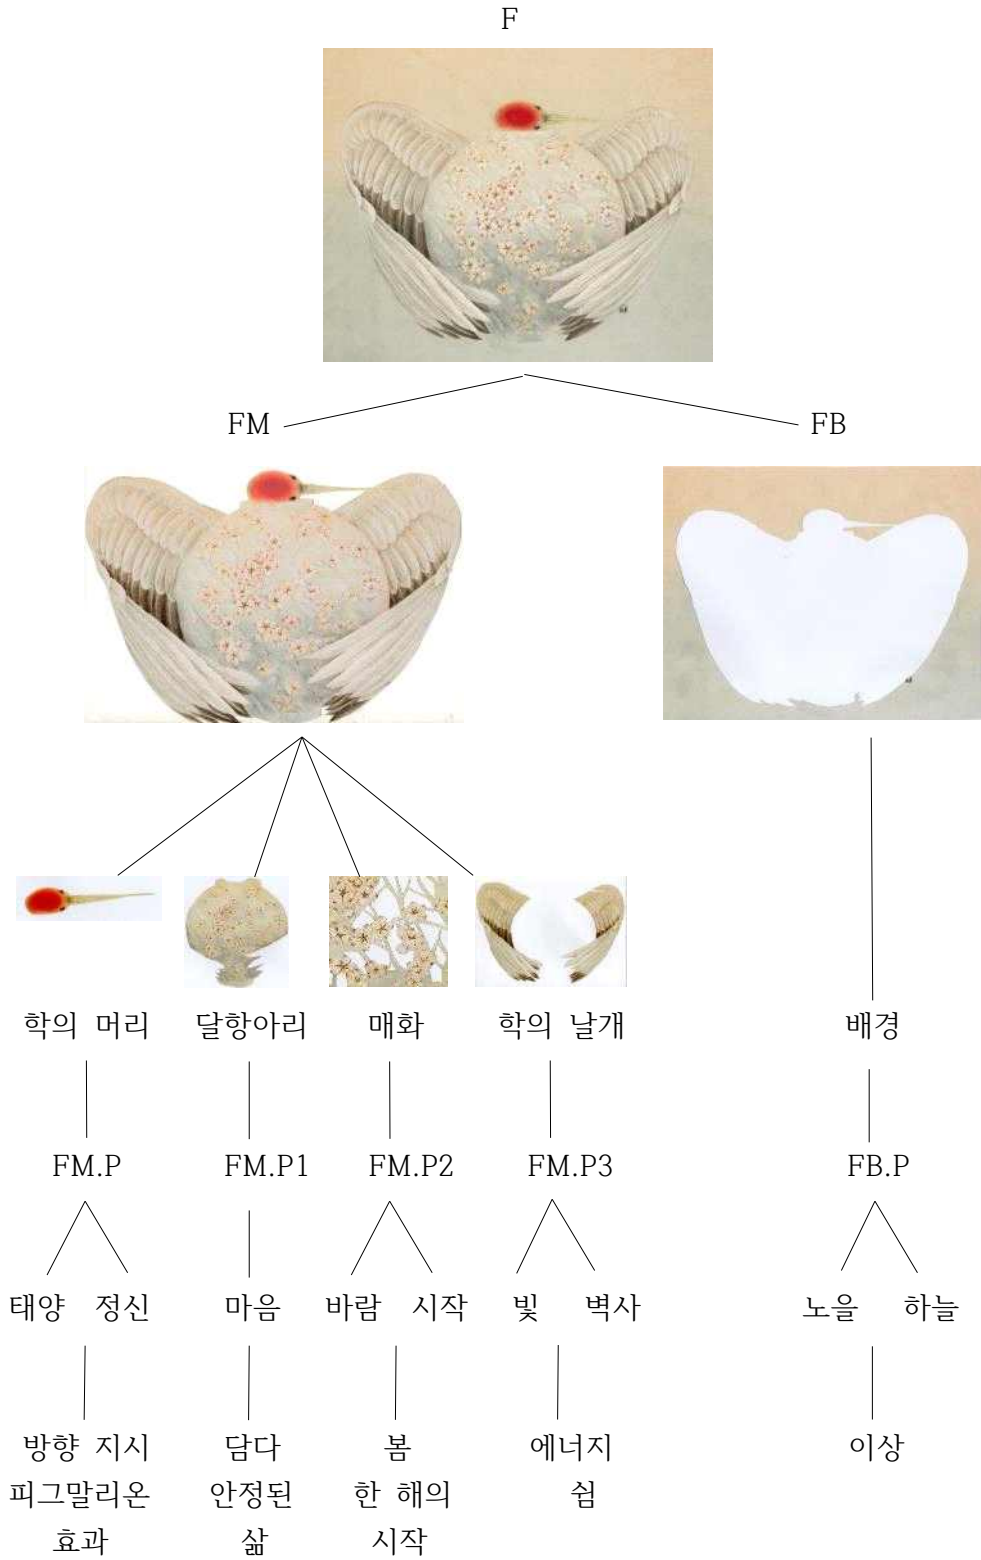 F
FM FB
학의 머리 달항아리 매화 학의 날개 배경
FM.P FM.P1 FM.P2 FM.P3 FB.P
태양 정신 마음 바람 시작 빛 벽사 노을 하늘
방향 지시 담다 봄 에너지 이상
피그말리온 안정된 한 해의 쉼
효과 삶 시작